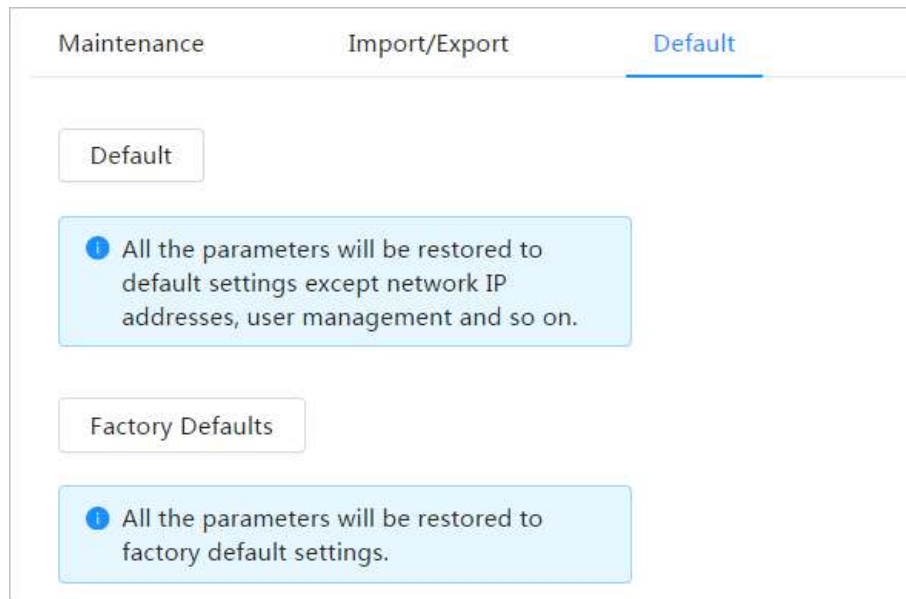 Maintenance Import/Export Default
Default
All the parameters will be restored to
default settings except network IP
addresses, user management and so on.
Factory Defaults
All the parameters will be restored to
factory default settings.